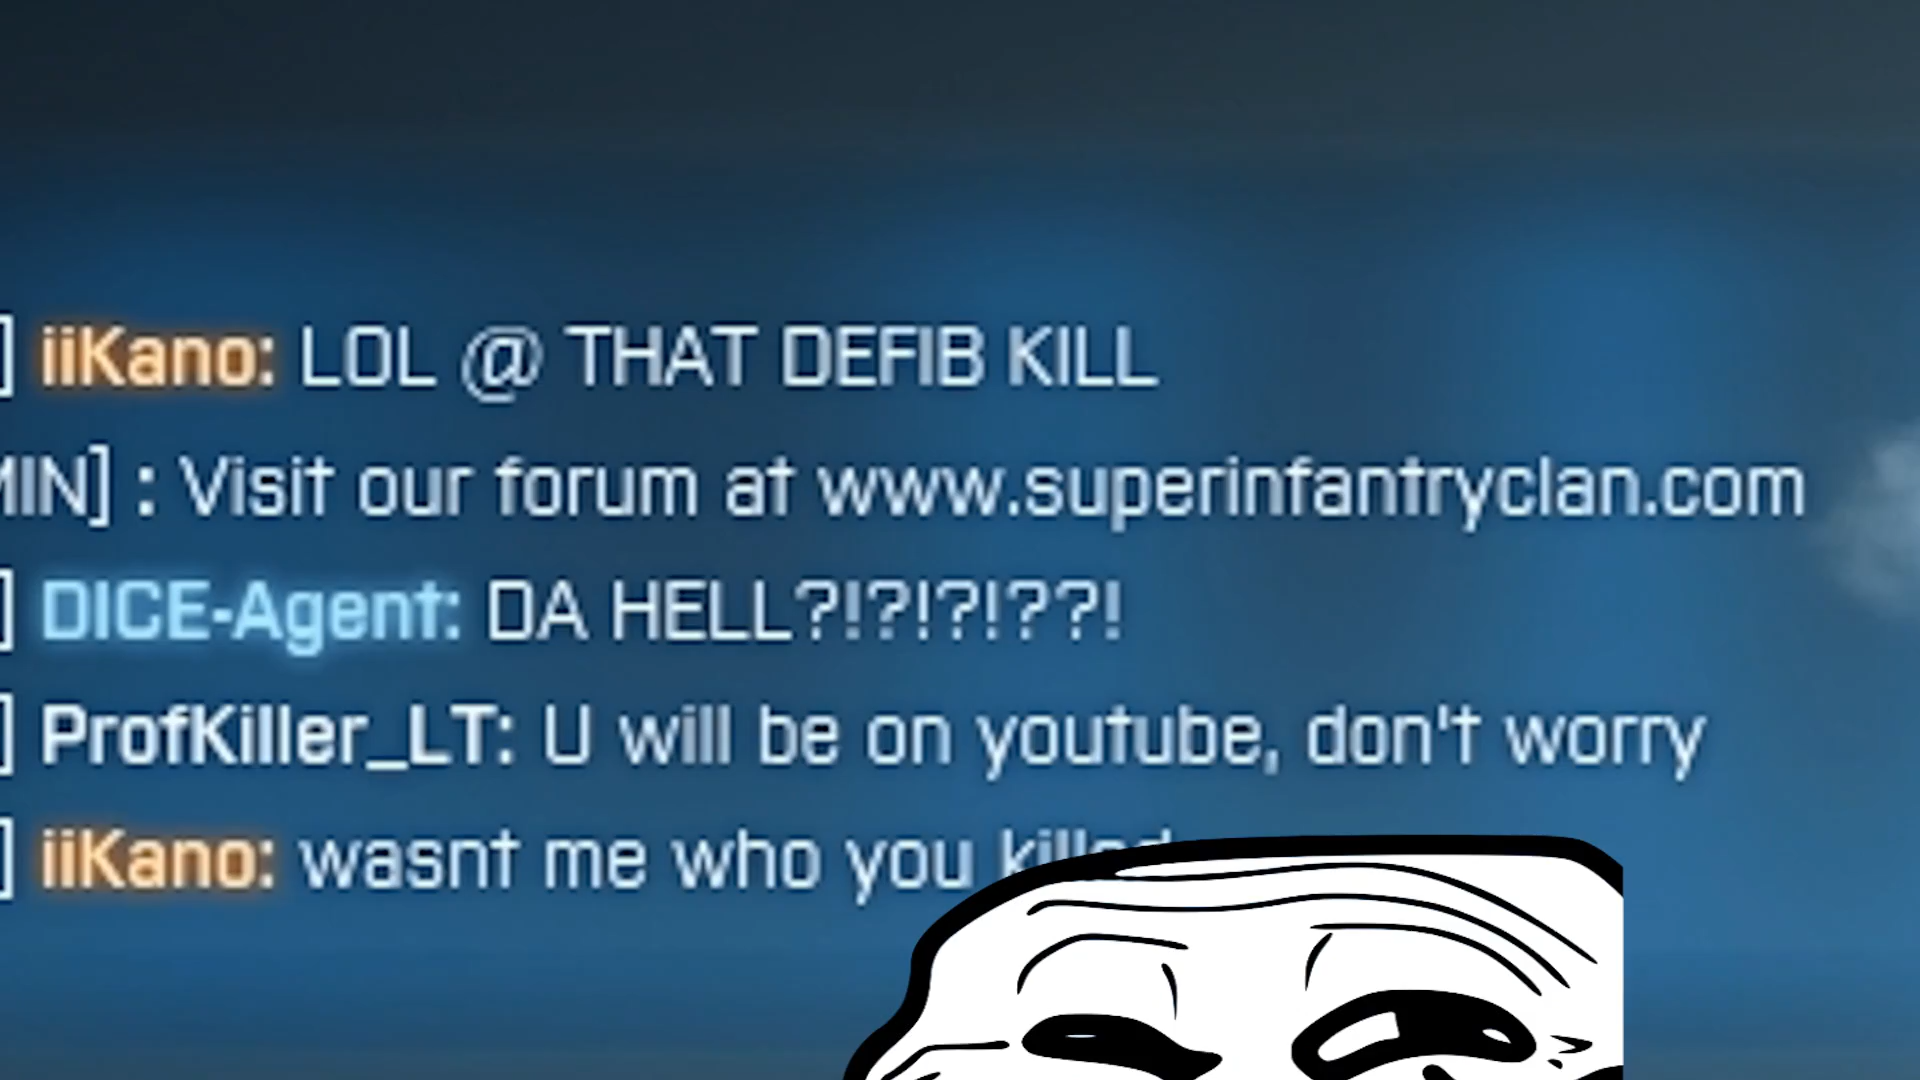 ] iiKano: LOL @ THAT DEFIB KILL
MIN] : Visit our forum at www.superinfantryclan.com
] DICE-Agent: DA HELL?!?!?!??!
] ProfKiller_LT: U will be on youtube, don't worry
] iiKano: wasnt me who you killed